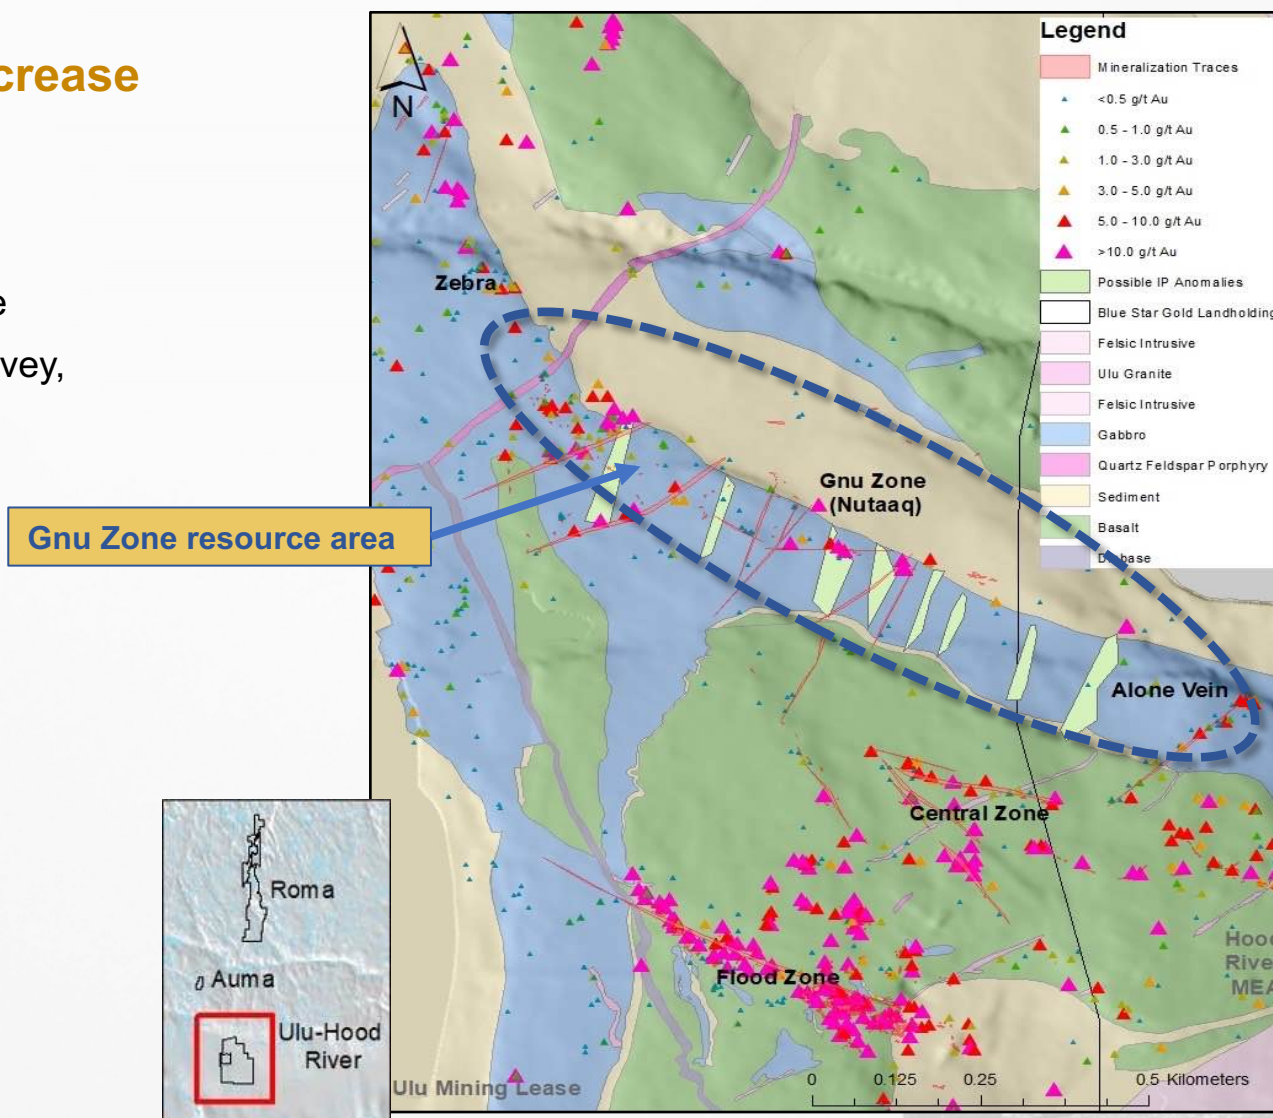 crease
e
vey,
Gnu Zone resource area
N
Zebra
Gnu Zone
(Nutaaq)
Alone Vein
Central Zone
Flood Zone
Hood
River
MEA
Ulu Mining Lease
0 0.125 0.25 0.5 Kilometers
Legend
Mineralization Traces
<0.5 g/t Au
0.5 - 1.0 g/t Au
1.0 - 3.0 g/t Au
3.0 - 5.0 g/t Au
5.0 - 10.0 g/t Au
>10.0 g/t Au
Possible IP Anomalies
Blue Star Gold Landholding
Felsic Intrusive
Ulu Granite
Felsic Intrusive
Gabbro
Quartz Feldspar Porphyry
Sediment
Basalt
Diabase
Roma
Auma
Ulu-Hood
River